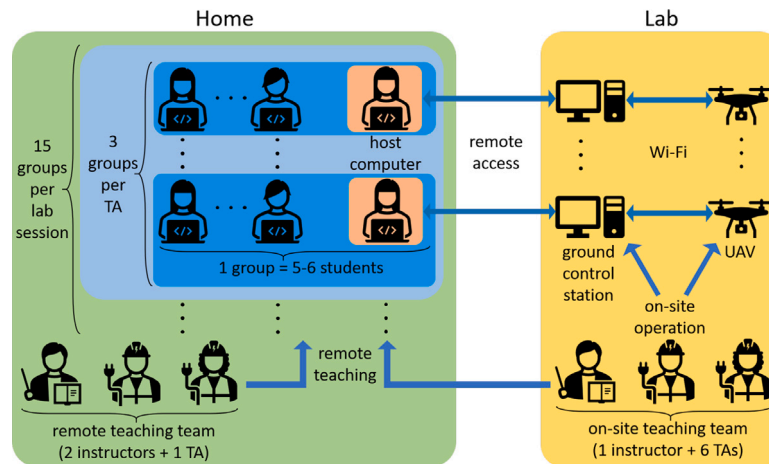 Home
Lab
15
groups
per
lab
session
3
groups
per
TA
host
computer
remote
access
Wi-Fi
1 group = 5-6 students
ground
control
station
UAV
on-site
operation
remote
teaching
remote teaching team
(2 instructors + 1 TA)
on-site teaching team
(1 instructor + 6 TAs)